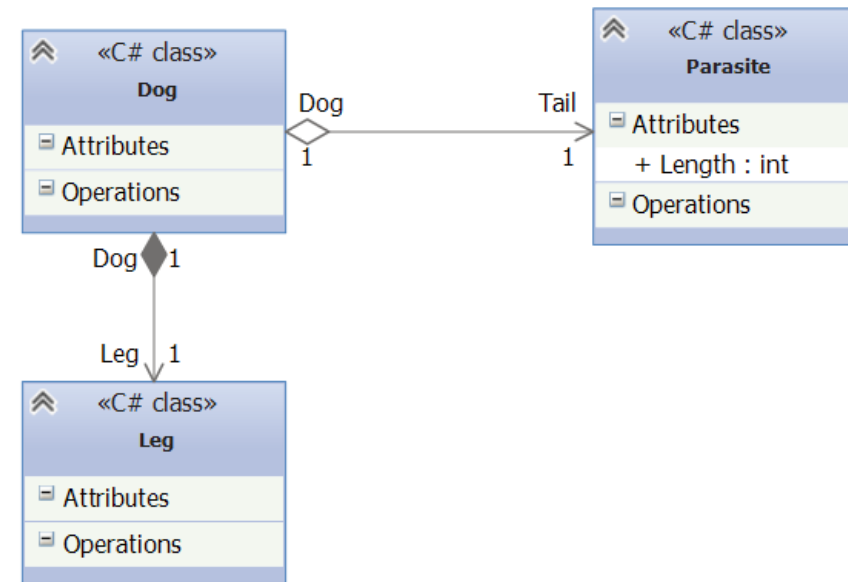 «C# class»
Dog
Attributes
Operations
Dog
1
Tail
1
«C# class»
Parasite
Attributes
+ Length : int
Operations
Dog 1
Leg 1
«C# class»
Leg
Attributes
Operations